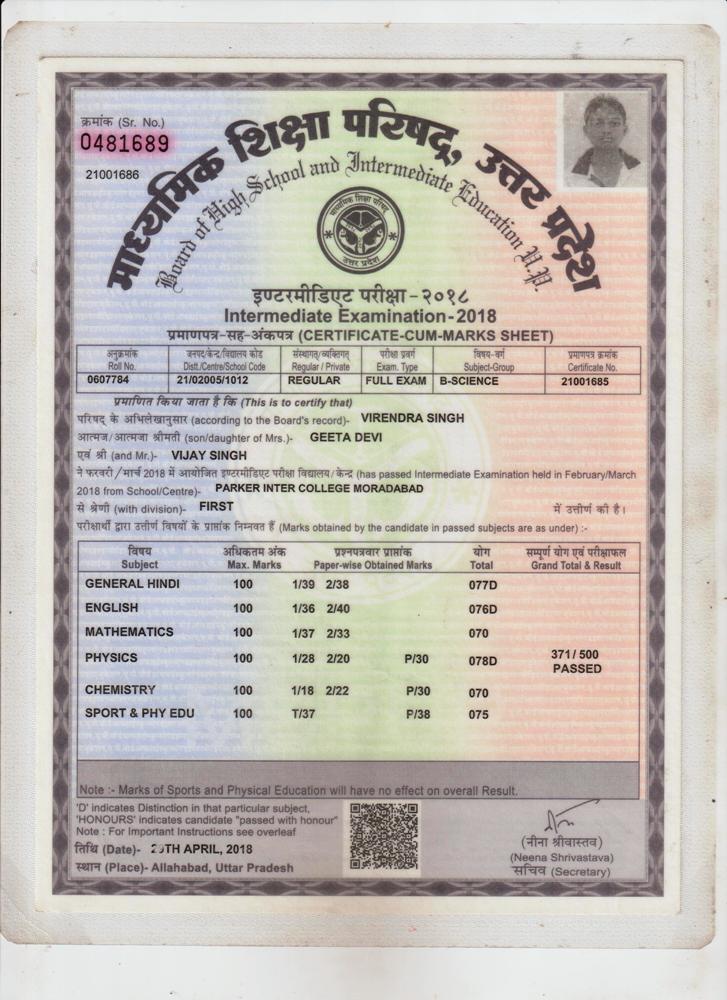 क्रमांक (Sr. No.)
0481689
21001686
माध्यमिक शिक्षा परिषद्, उत्तर प्रदेश
Board of High School and Intermediate Education U.P.
माध्यमिक शिक्षा परिषद्
उत्तर प्रदेश
इण्टरमीडिएट परीक्षा - २०१८
Intermediate Examination - 2018
प्रमाणपत्र-सह-अंकपत्र (CERTIFICATE-CUM-MARKS SHEET)
अनुक्रमांक जनपद/केन्द्र/विद्यालय कोड संस्थागत/व्यक्तिगत परीक्षा प्रवर्ग विषय-वर्ग प्रमाणपत्र क्रमांक
Roll No. Distt./Centre/School Code Regular / Private Exam. Type Subject-Group Certificate No.
0607784 21/02005/1012 REGULAR FULL EXAM B-SCIENCE 21001685
प्रमाणित किया जाता है कि (This is to certify that)
परिषद के अभिलेखानुसार (according to the Board's record)- VIRENDRA SINGH
आत्मज/आत्मजा श्रीमती (son/daughter of Mrs.)- GEETA DEVI
एवं श्री (and Mr.)- VIJAY SINGH
ने फरवरी/मार्च 2018 में आयोजित इण्टरमीडिएट परीक्षा विद्यालय/केन्द्र (has passed Intermediate Examination held in February/March
2018 from School/Centre)- PARKER INTER COLLEGE MORADABAD
से श्रेणी (with division)- FIRST में उत्तीर्ण की है।
परीक्षार्थी द्वारा उत्तीर्ण विषयों के प्राप्तांक निम्नवत हैं (Marks obtained by the candidate in passed subjects are as under) :-
विषय अधिकतम अंक प्रश्नपत्रवार प्राप्तांक योग सम्पूर्ण योग एवं परीक्षाफल
Subject Max. Marks Paper-wise Obtained Marks Total Grand Total & Result
GENERAL HINDI 100 1/39 2/38 077D
ENGLISH 100 1/36 2/40 076D
MATHEMATICS 100 1/37 2/33 070
PHYSICS 100 1/28 2/20 P/30 078D 371/ 500
PASSED
CHEMISTRY 100 1/18 2/22 P/30 070
SPORT & PHY EDU 100 T/37 P/38 075
Note :- Marks of Sports and Physical Education will have no effect on overall Result.
'D' indicates Distinction in that particular subject,
'HONOURS' indicates candidate "passed with honour"
Note : For Important Instructions see overleaf
तिथि (Date)- TH APRIL, 2018
स्थान (Place)- Allahabad, Uttar Pradesh
(नीना श्रीवास्तव)
(Neena Shrivastava)
सचिव (Secretary)